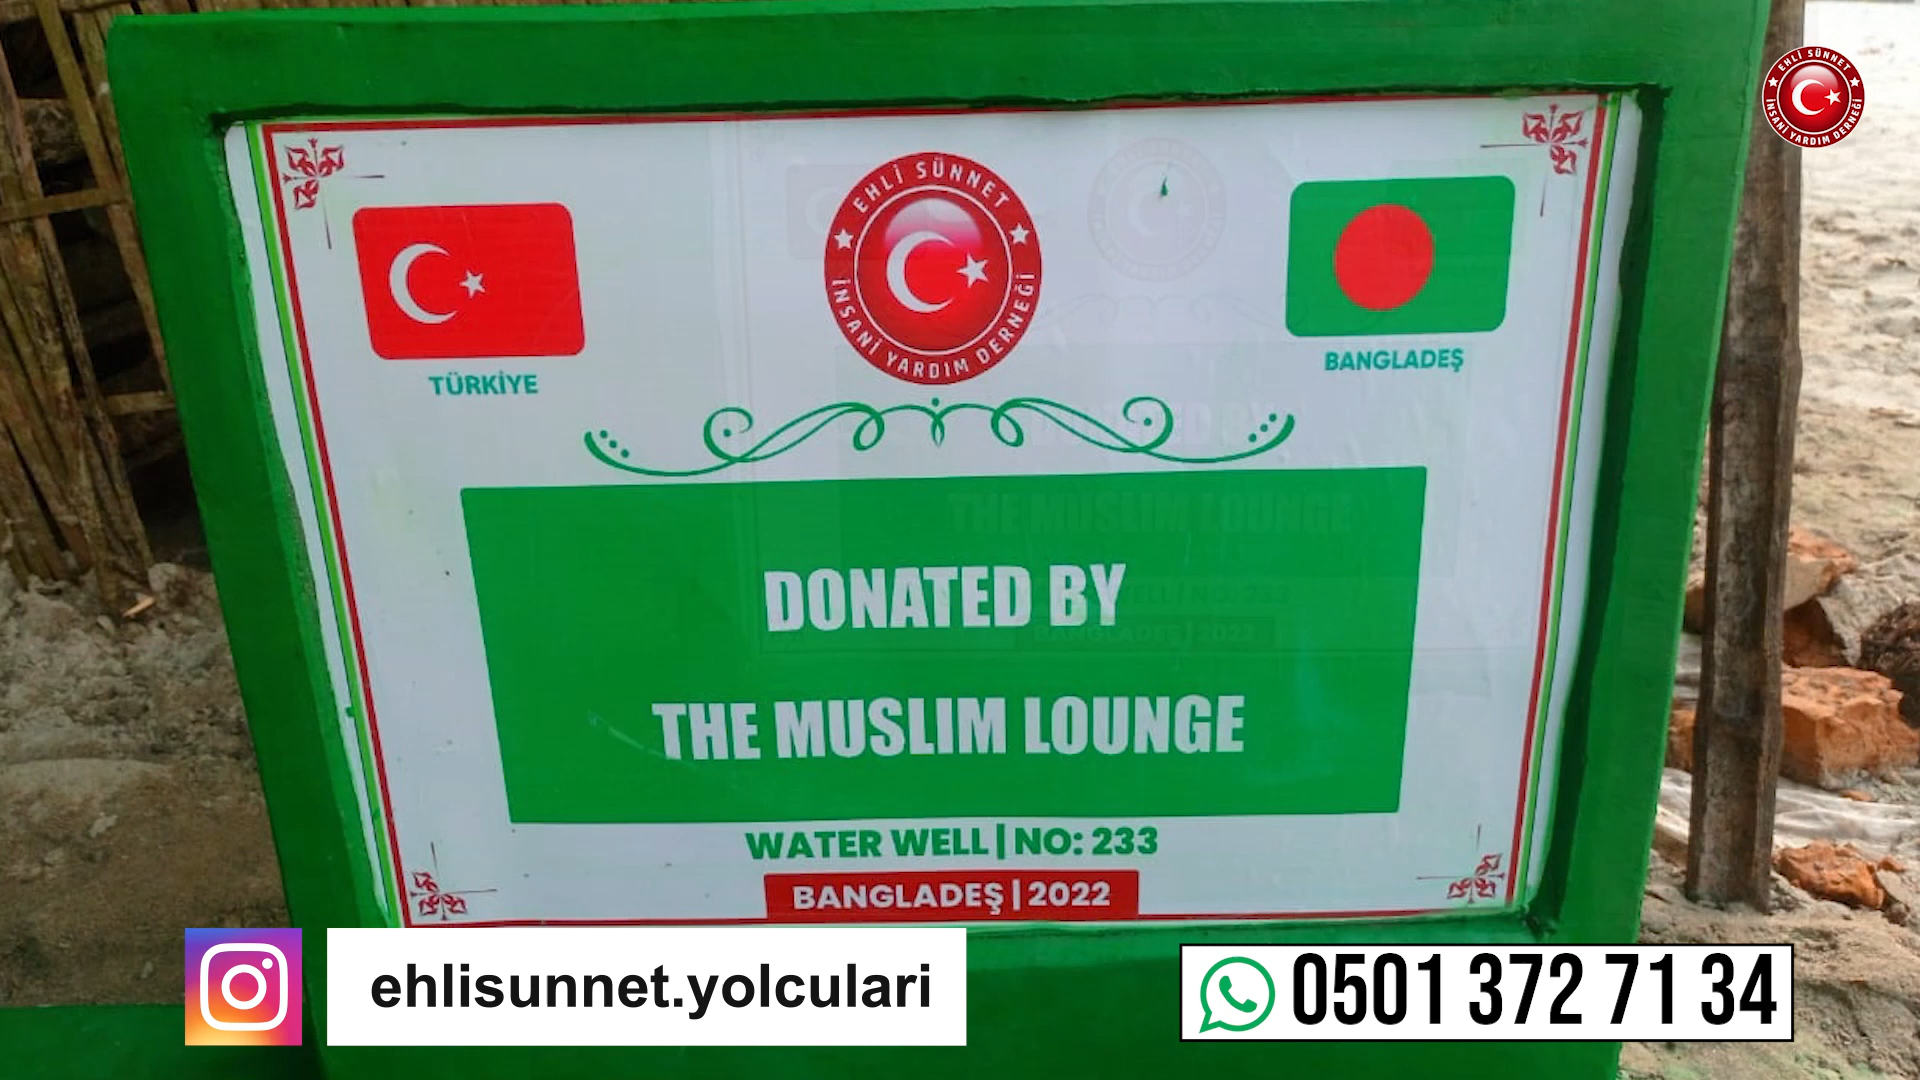 EHLİ SÜNNET
İNSANİ YARDIM DERNEĞİ
EHLİ SÜNNET
İNSANİ YARDIM DERNEĞİ
TÜRKİYE
BANGLADEŞ
DONATED BY
THE MUSLIM LOUNGE
WATER WELL | NO: 233
BANGLADEŞ | 2022
ehlisunnet.yolculari
0501 372 71 34